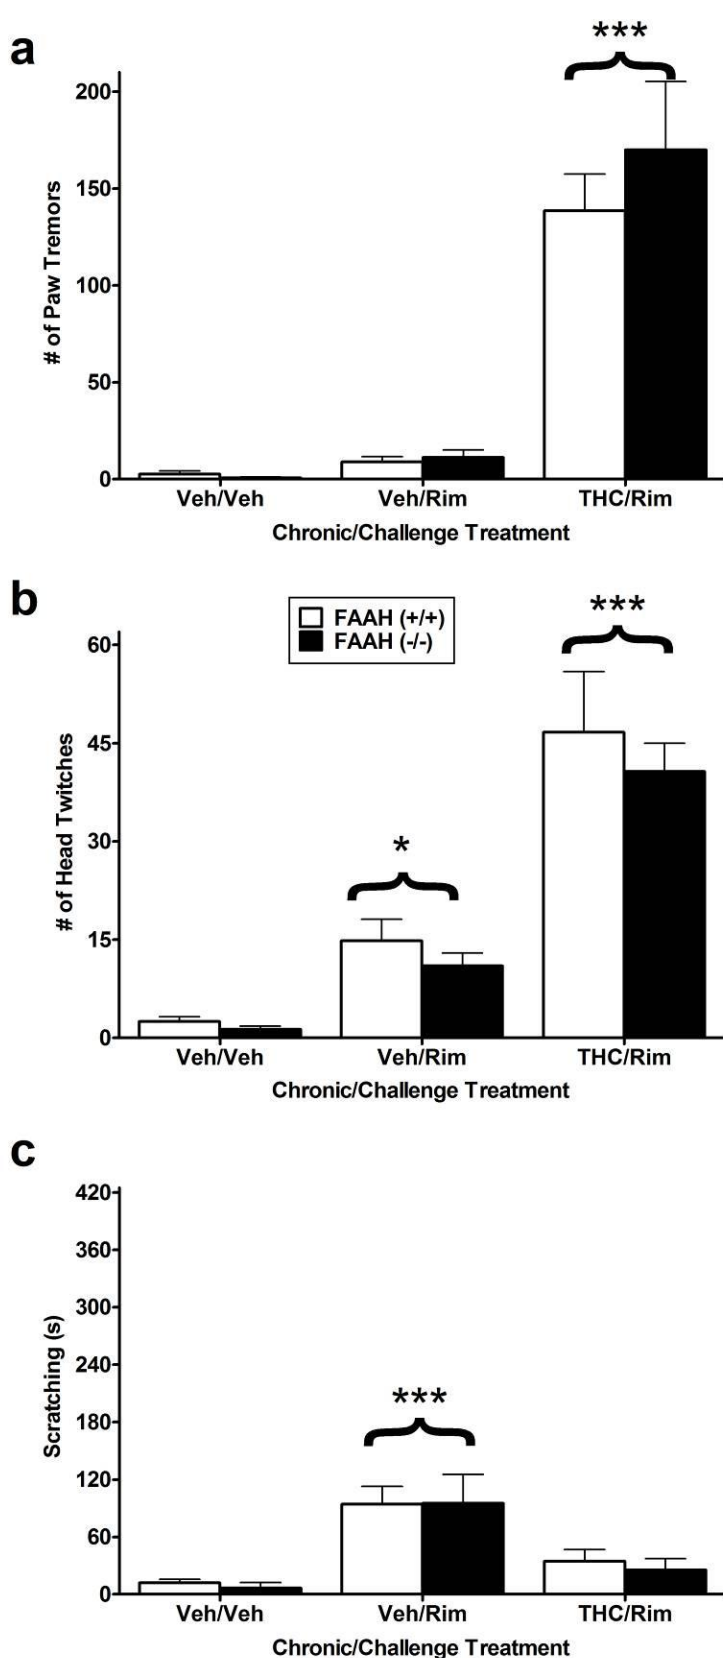 a
***
200
150
100
50
0
# of Paw Tremors
Veh/Veh Veh/Rim THC/Rim
Chronic/Challenge Treatment
b
FAAH (+/+)
FAAH (-/-)
***
*
60
45
30
15
0
# of Head Twitches
Veh/Veh Veh/Rim THC/Rim
Chronic/Challenge Treatment
c
420
360
300
240
180
120
60
0
Scratching (s)
***
Veh/Veh Veh/Rim THC/Rim
Chronic/Challenge Treatment